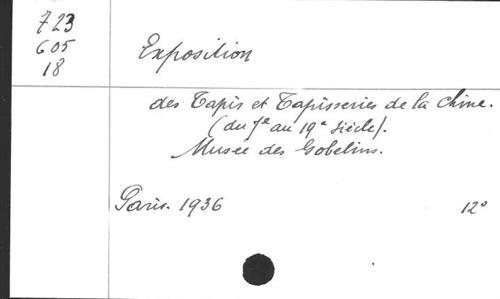 723
605
18
Exposition
des Tapis et Tapisseries de la Chine.
(du au 19e siècle).
Musée des Gobelins.
Paris. 1936
12°